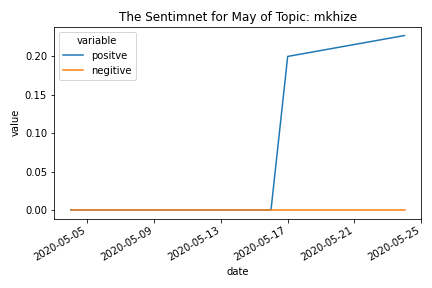 The Sentimnet for May of Topic: mkhize
variable
positve
negitive
value
0.20
0.15
0.10
0.05
0.00
2020-05-05
2020-05-09
2020-05-13
2020-05-17
2020-05-21
2020-05-25
date